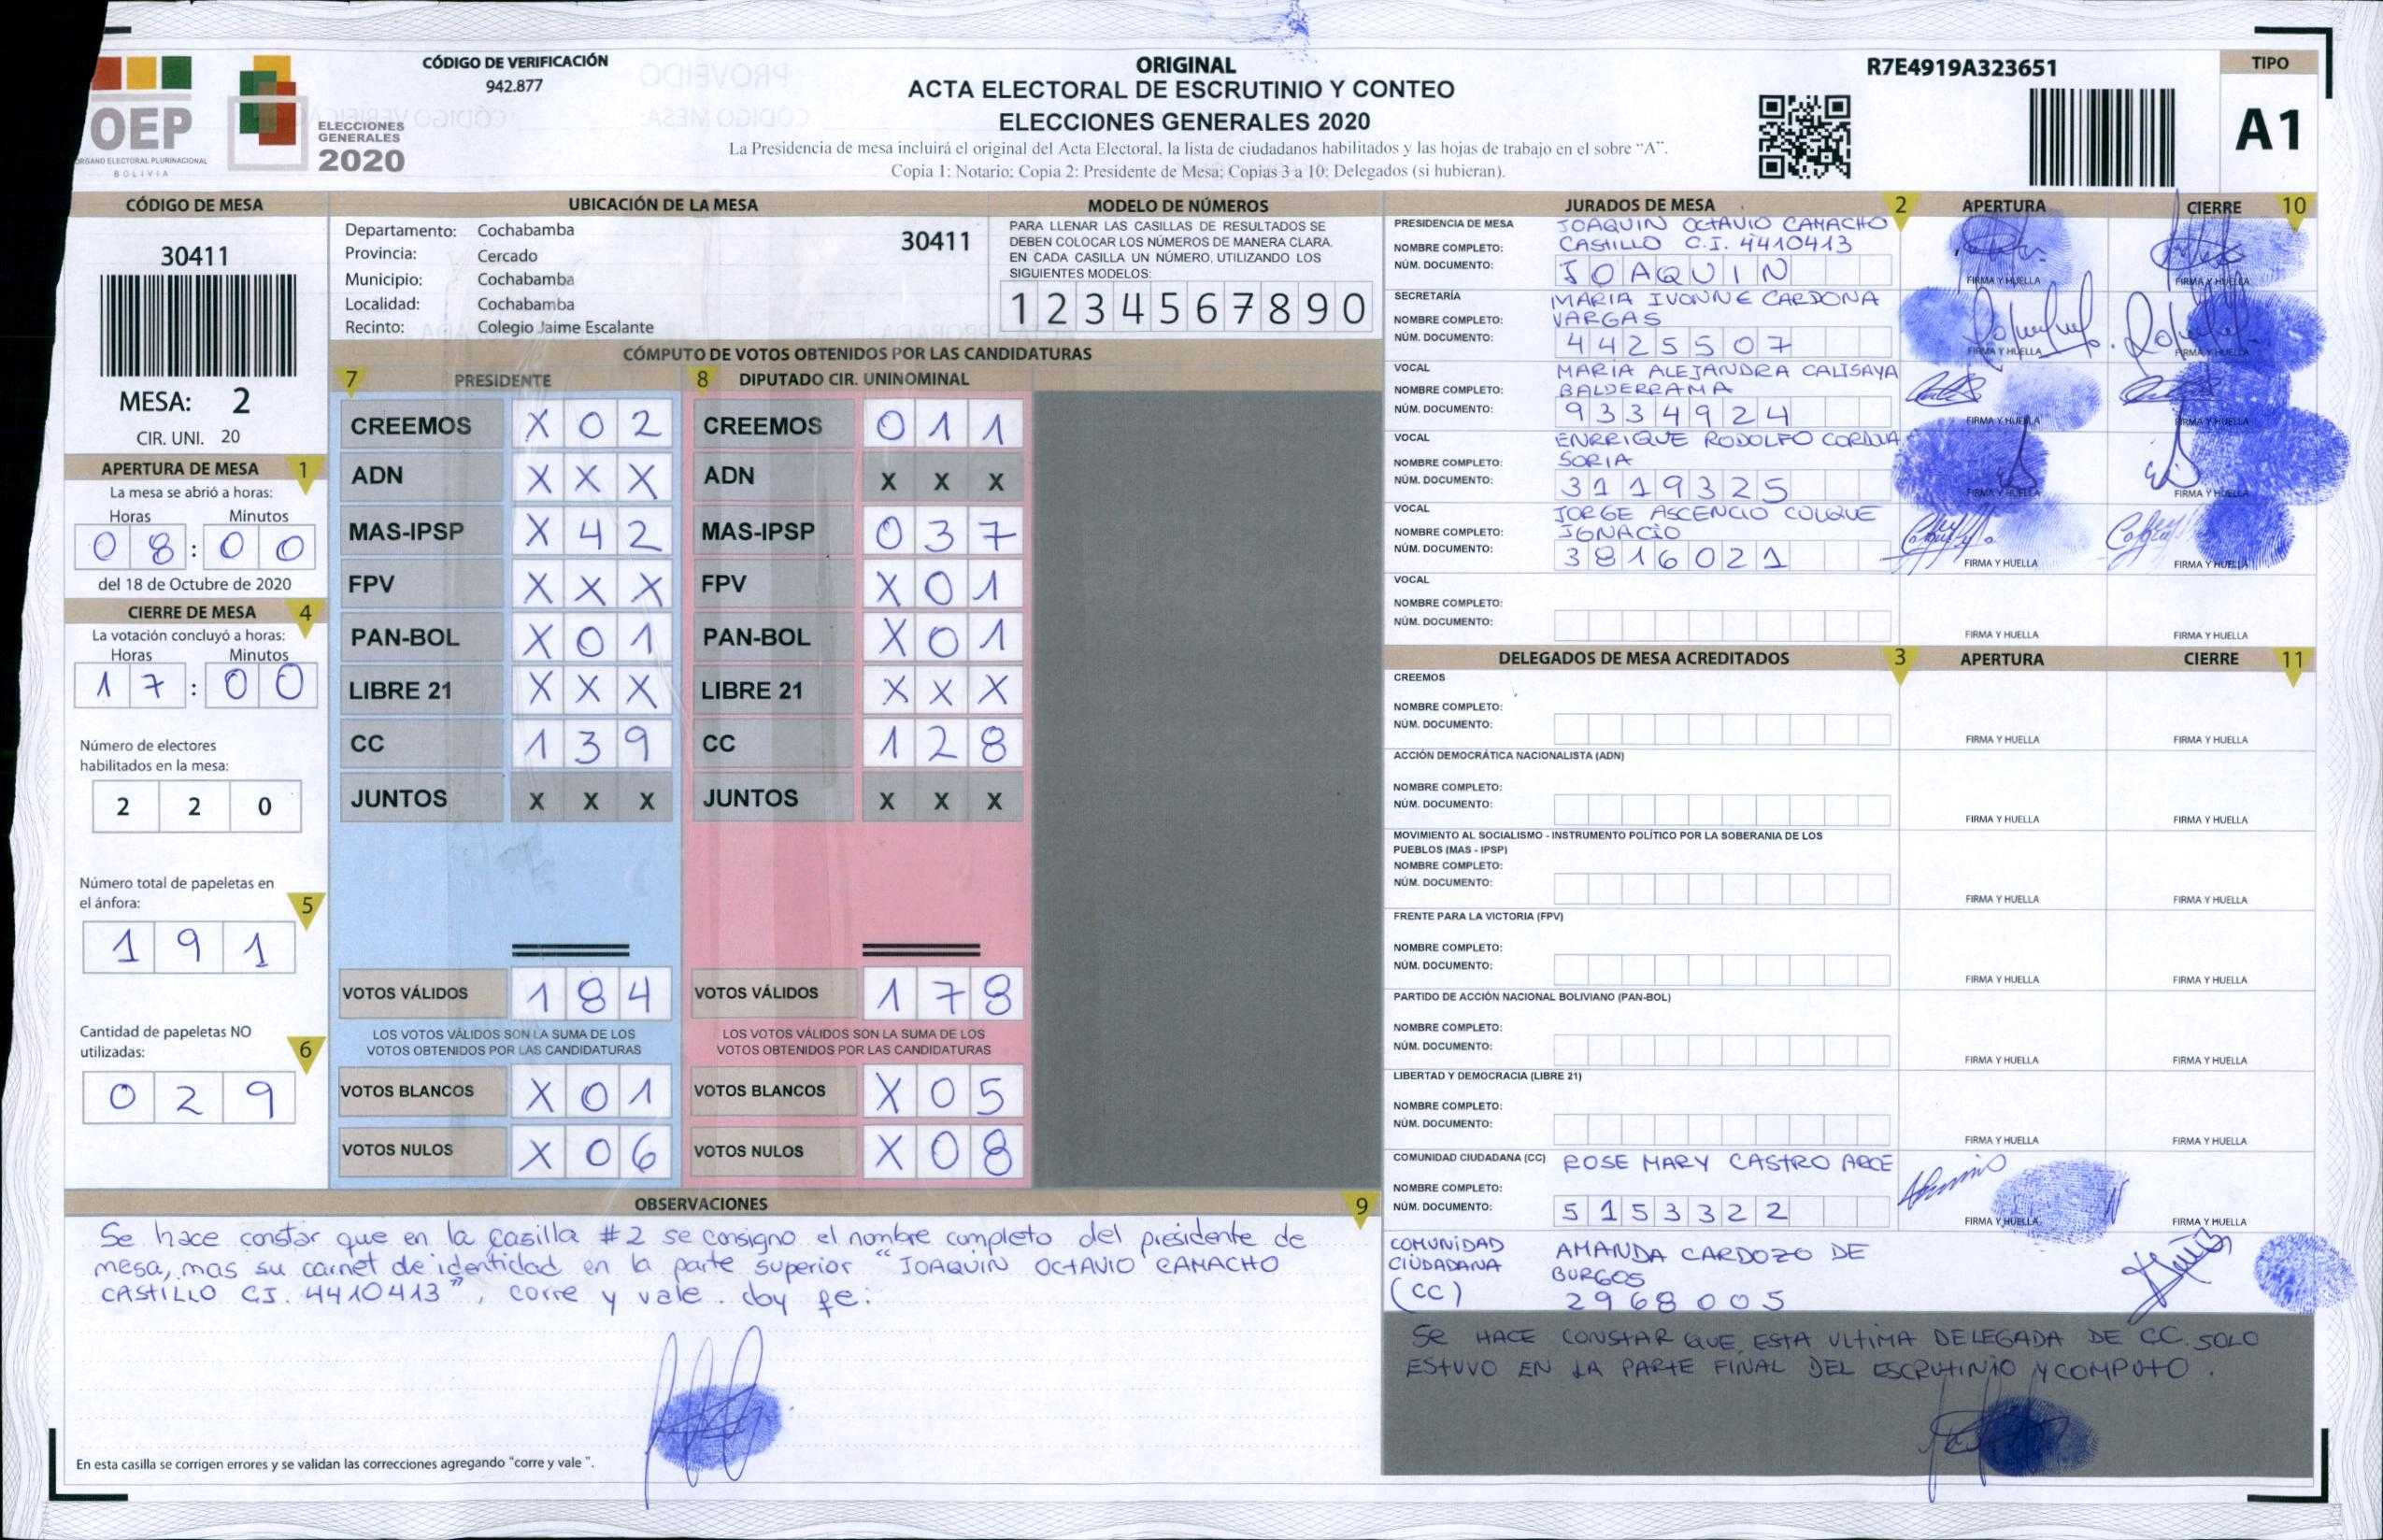 CÓDIGO DE VERIFICACIÓN
942.877
ORIGINAL
ACTA ELECTORAL DE ESCRUTINIO Y CONTEO
ELECCIONES GENERALES 2020
La Presidencia de mesa incluirá el original del Acta Electoral, la lista de ciudadanos habilitados y las hojas de trabajo en el sobre "A".
Copia 1: Notario; Copia 2: Presidente de Mesa; Copias 3 a 10: Delegados (si hubieran).
R7E4919A323651
TIPO
A1
OEP
ÓRGANO ELECTORAL PLURINACIONAL
BOLIVIA
ELECCIONES
GENERALES
2020
CÓDIGO DE MESA
30411
MESA: 2
CIR. UNI. 20
APERTURA DE MESA 1
La mesa se abrió a horas:
Horas Minutos
0 8 : 0 0
del 18 de Octubre de 2020
CIERRE DE MESA 4
La votación concluyó a horas:
Horas Minutos
1 7 : 0 0
Número de electores
habilitados en la mesa:
2 2 0
Número total de papeletas en
el ánfora: 5
1 9 1
Cantidad de papeletas NO
utilizadas: 6
0 2 9
UBICACIÓN DE LA MESA
Departamento: Cochabamba
Provincia: Cercado
Municipio: Cochabamba
Localidad: Cochabamba
Recinto: Colegio Jaime Escalante
30411
MODELO DE NÚMEROS
PARA LLENAR LAS CASILLAS DE RESULTADOS SE
DEBEN COLOCAR LOS NÚMEROS DE MANERA CLARA.
EN CADA CASILLA UN NÚMERO, UTILIZANDO LOS
SIGUIENTES MODELOS:
1 2 3 4 5 6 7 8 9 0
CÓMPUTO DE VOTOS OBTENIDOS POR LAS CANDIDATURAS
7 PRESIDENTE 8 DIPUTADO CIR. UNINOMINAL
CREEMOS X 0 2 CREEMOS 0 1 1
ADN X X X ADN X X X
MAS-IPSP X 4 2 MAS-IPSP 0 3 7
FPV X X X FPV X 0 1
PAN-BOL X 0 1 PAN-BOL X 0 1
LIBRE 21 X X X LIBRE 21 X X X
CC 1 3 9 CC 1 2 8
JUNTOS X X X JUNTOS X X X
VOTOS VÁLIDOS 1 8 4 VOTOS VÁLIDOS 1 7 8
LOS VOTOS VÁLIDOS SON LA SUMA DE LOS LOS VOTOS VÁLIDOS SON LA SUMA DE LOS
VOTOS OBTENIDOS POR LAS CANDIDATURAS VOTOS OBTENIDOS POR LAS CANDIDATURAS
VOTOS BLANCOS X 0 1 VOTOS BLANCOS X 0 5
VOTOS NULOS X 0 6 VOTOS NULOS X 0 8
OBSERVACIONES 9
Se hace constar que en la casilla #2 se consigno el nombre completo del presidente de
mesa, mas su carnet de identidad en la parte superior "JOAQUIN OCTAVIO CAMACHO
CASTILLO C.I. 4410413", corre y vale. doy fe:
En esta casilla se corrigen errores y se validan las correcciones agregando "corre y vale ".
JURADOS DE MESA 2 APERTURA CIERRE 10
PRESIDENCIA DE MESA JOAQUIN OCTAVIO CAMACHO
NOMBRE COMPLETO: CASTILLO C.I. 4410413
NÚM. DOCUMENTO: J O A Q U I N
FIRMA Y HUELLA FIRMA Y HUELLA
SECRETARÍA MARIA IVONNE CARDONA
NOMBRE COMPLETO: VARGAS
NÚM. DOCUMENTO: 4 4 2 5 5 0 7
FIRMA Y HUELLA FIRMA Y HUELLA
VOCAL MARIA ALEJANDRA CALISAYA
NOMBRE COMPLETO: BALDERRAMA
NÚM. DOCUMENTO: 9 3 3 4 9 2 4
FIRMA Y HUELLA FIRMA Y HUELLA
VOCAL ENRRIQUE RODOLFO CORDOVA
NOMBRE COMPLETO: SORIA
NÚM. DOCUMENTO: 3 1 1 9 3 2 5
FIRMA Y HUELLA FIRMA Y HUELLA
VOCAL JORGE ASCENCIO COLQUE
NOMBRE COMPLETO: IGNACIO
NÚM. DOCUMENTO: 3 8 1 6 0 2 1
FIRMA Y HUELLA FIRMA Y HUELLA
VOCAL
NOMBRE COMPLETO:
NÚM. DOCUMENTO:
FIRMA Y HUELLA FIRMA Y HUELLA
DELEGADOS DE MESA ACREDITADOS 3 APERTURA CIERRE 11
CREEMOS
NOMBRE COMPLETO:
NÚM. DOCUMENTO:
FIRMA Y HUELLA FIRMA Y HUELLA
ACCIÓN DEMOCRÁTICA NACIONALISTA (ADN)
NOMBRE COMPLETO:
NÚM. DOCUMENTO:
FIRMA Y HUELLA FIRMA Y HUELLA
MOVIMIENTO AL SOCIALISMO - INSTRUMENTO POLÍTICO POR LA SOBERANIA DE LOS
PUEBLOS (MAS - IPSP)
NOMBRE COMPLETO:
NÚM. DOCUMENTO:
FIRMA Y HUELLA FIRMA Y HUELLA
FRENTE PARA LA VICTORIA (FPV)
NOMBRE COMPLETO:
NÚM. DOCUMENTO:
FIRMA Y HUELLA FIRMA Y HUELLA
PARTIDO DE ACCIÓN NACIONAL BOLIVIANO (PAN-BOL)
NOMBRE COMPLETO:
NÚM. DOCUMENTO:
FIRMA Y HUELLA FIRMA Y HUELLA
LIBERTAD Y DEMOCRACIA (LIBRE 21)
NOMBRE COMPLETO:
NÚM. DOCUMENTO:
FIRMA Y HUELLA FIRMA Y HUELLA
COMUNIDAD CIUDADANA (CC) ROSE MARY CASTRO ARCE
NOMBRE COMPLETO:
NÚM. DOCUMENTO: 5 1 5 3 3 2 2
FIRMA Y HUELLA FIRMA Y HUELLA
COMUNIDAD AMANDA CARDOZO DE
CIUDADANA BURGOS
(CC) 2968005
SE HACE CONSTAR QUE ESTA ULTIMA DELEGADA DE CC. SOLO
ESTUVO EN LA PARTE FINAL DEL ESCRUTINIO Y COMPUTO.